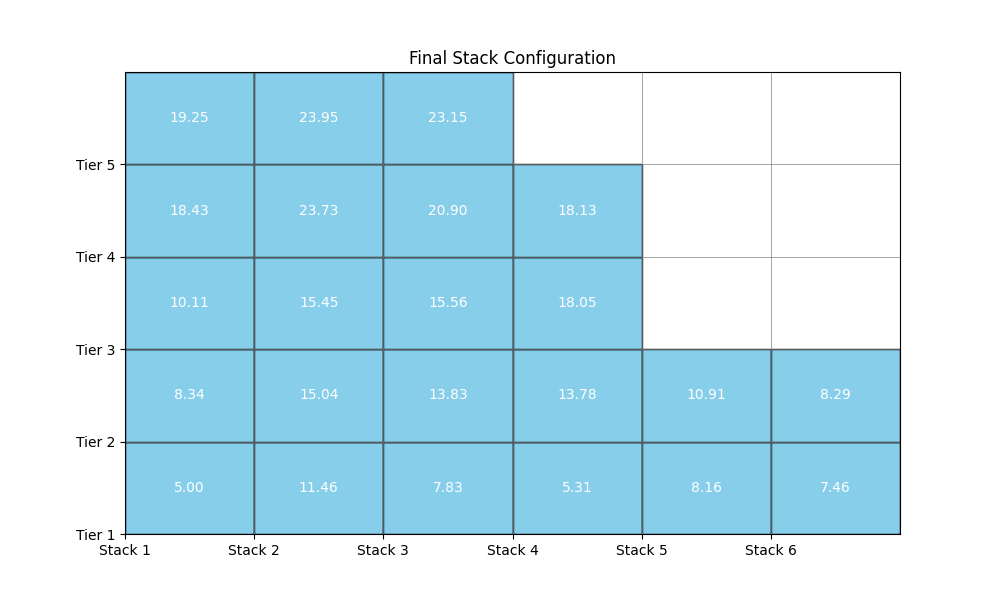 Final Stack Configuration
19.25 23.95 23.15
Tier 5
18.43 23.73 20.90 18.13
Tier 4
10.11 15.45 15.56 18.05
Tier 3
8.34 15.04 13.83 13.78 10.91 8.29
Tier 2
5.00 11.46 7.83 5.31 8.16 7.46
Tier 1
Stack 1 Stack 2 Stack 3 Stack 4 Stack 5 Stack 6